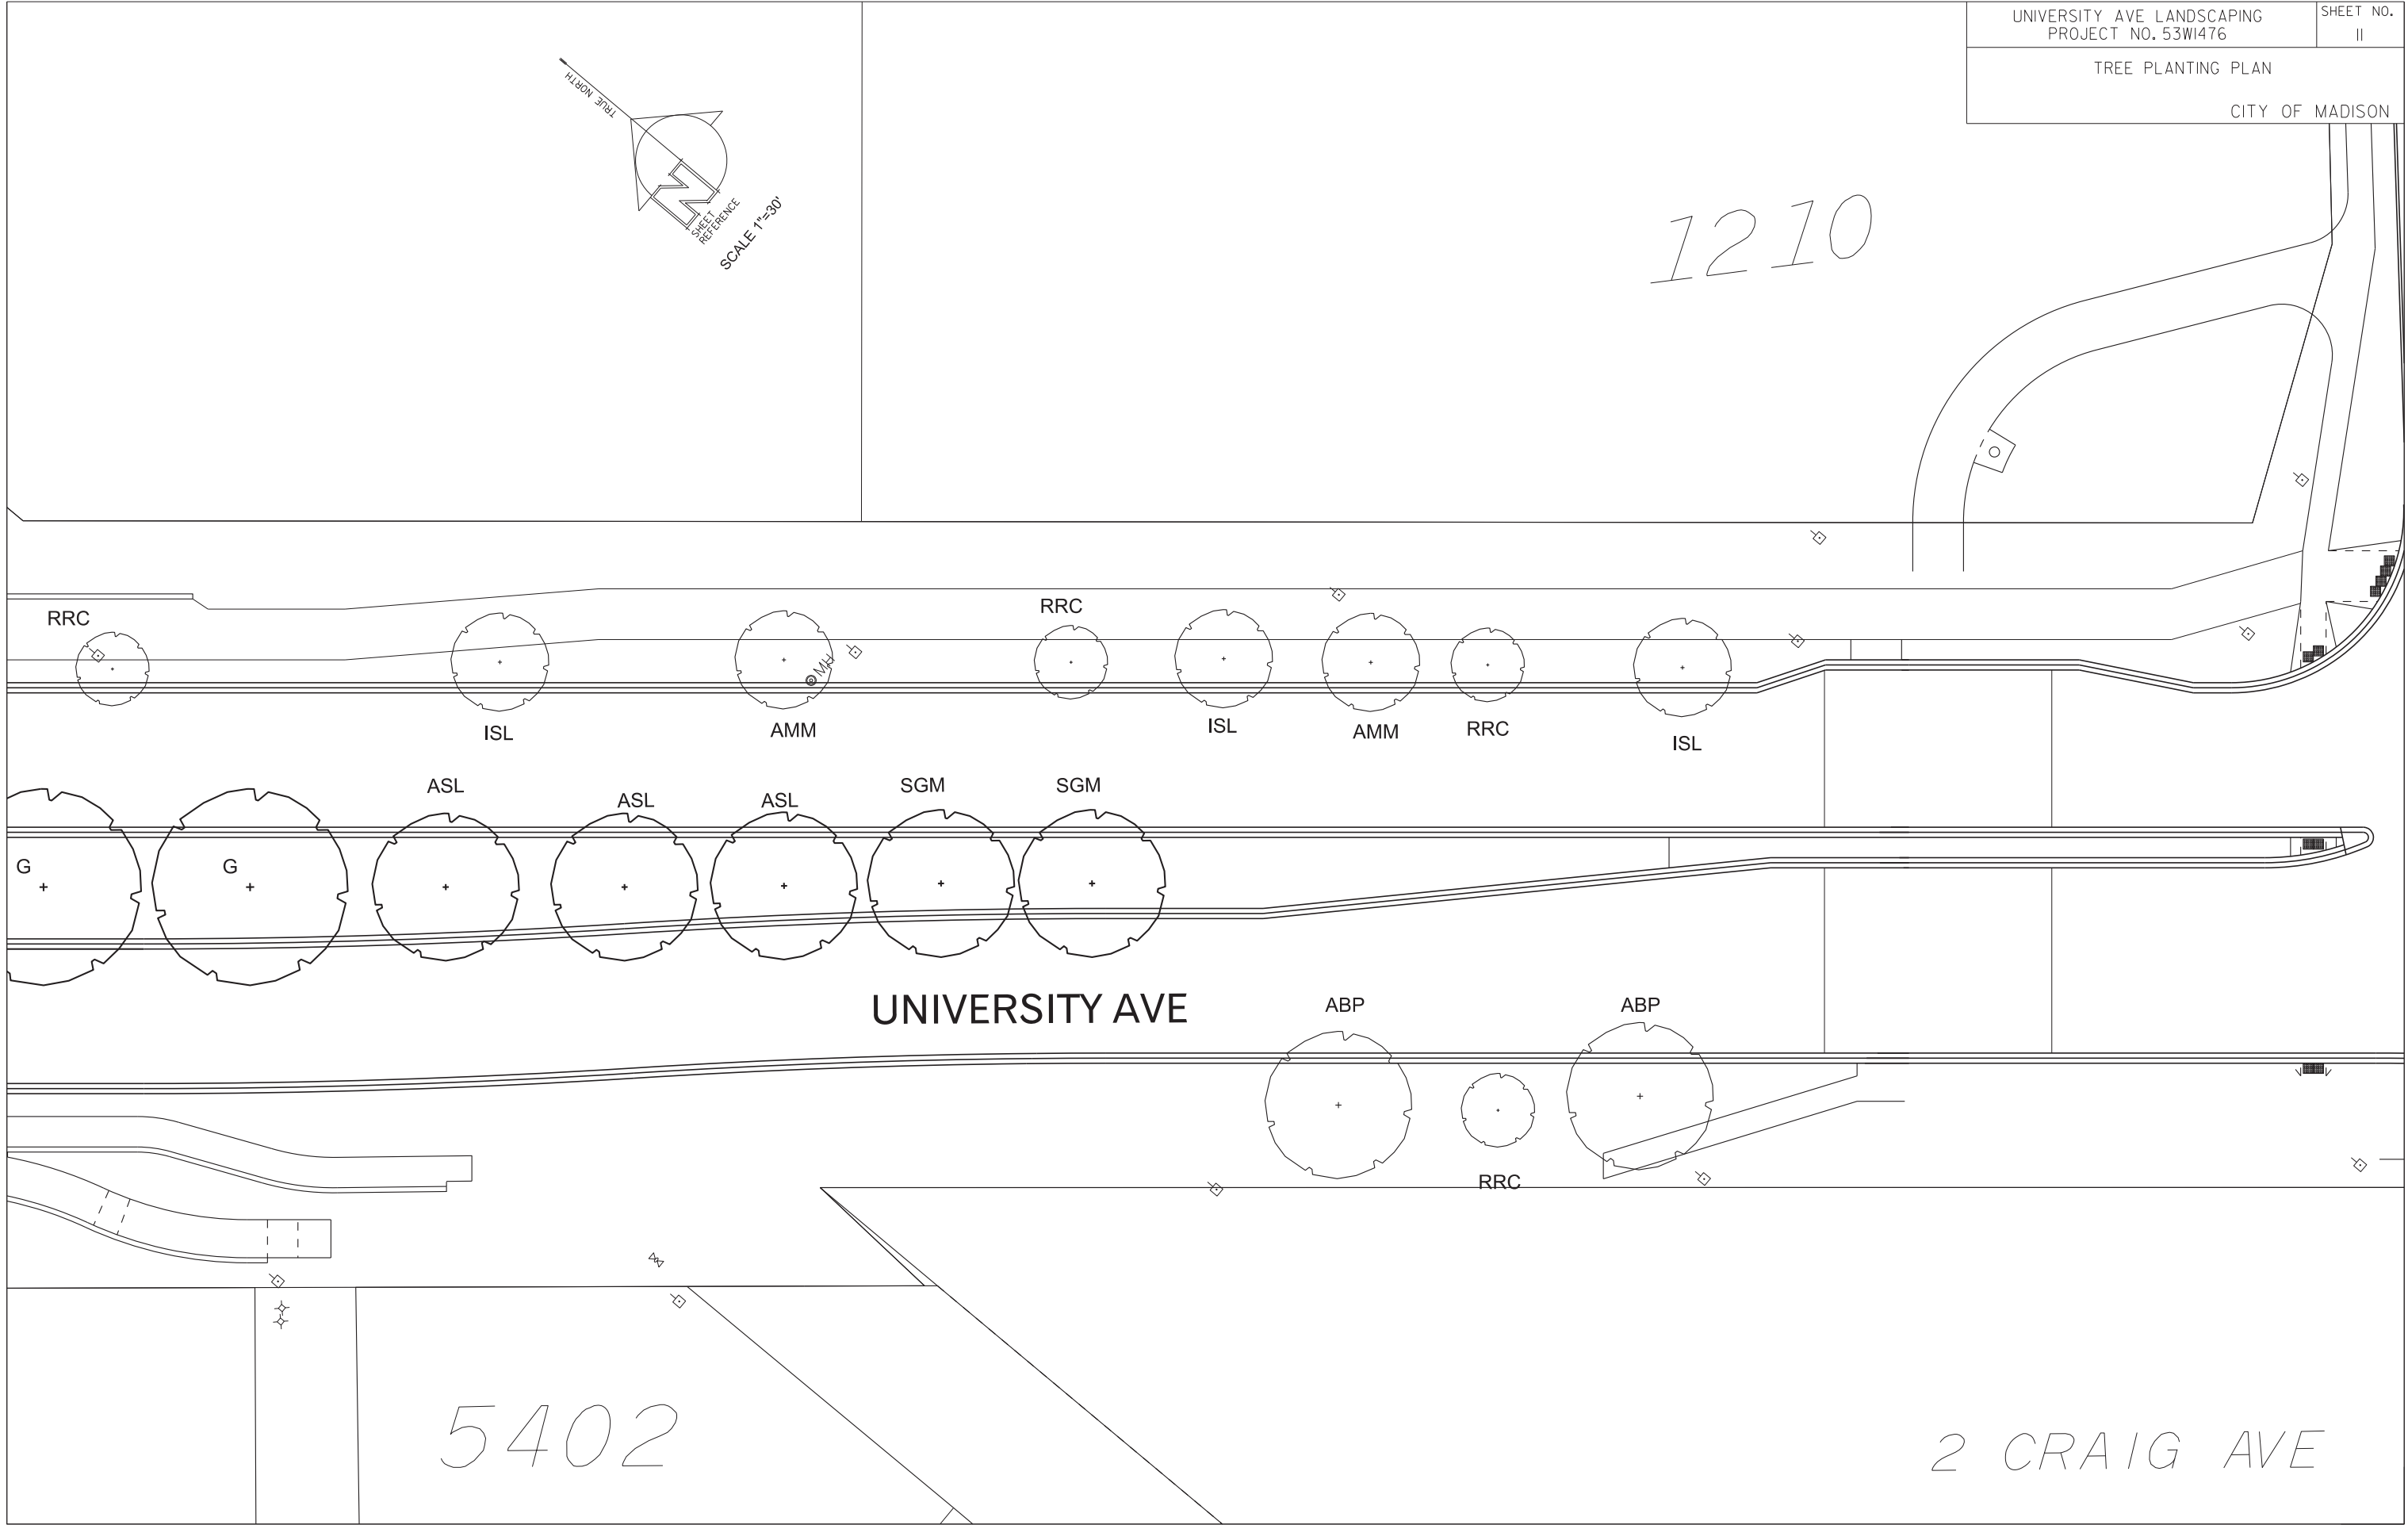 UNIVERSITY AVE LANDSCAPING
PROJECT NO. 53W1476
SHEET NO.
11
TREE PLANTING PLAN
CITY OF MADISON
TRUE NORTH
N
SHEET
REFERENCE
SCALE 1"=30'
1210
RRC
ISL
AMM
MH
RRC
ISL
AMM
RRC
ISL
G
G
ASL
ASL
ASL
SGM
SGM
UNIVERSITY AVE
ABP
RRC
ABP
5402
2 CRAIG AVE